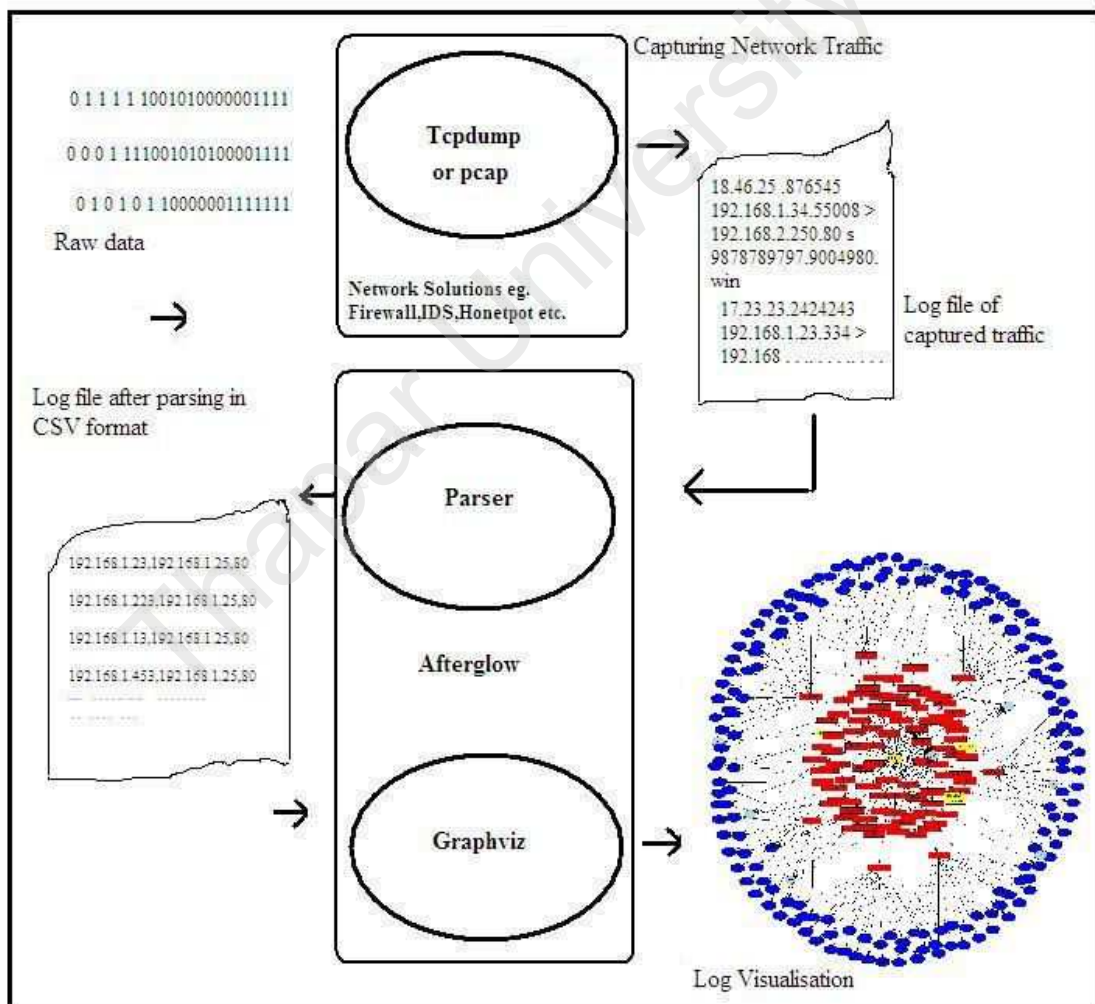 Capturing Network Traffic
0 1 1 1 1 1 1001010000001111
0 0 0 1 111001010100001111
0 1 0 1 0 1 10000001111111
Raw data
Tcpdump
or pcap
Network Solutions eg.
Firewall,IDS,Honetpot etc.
18.46.25 .876545
192.168.1.34.55008 >
192.168.2.250.80 s
9878789797.9004980.
win
17.23.23.2424243
192.168.1.23.334 >
192.168 . . . . . . . . . . .
Log file of
captured traffic
Log file after parsing in
CSV format
Parser
192.168.1.23,192.168.1.25,80
192.168.1.223,192.168.1.25,80
192.168.1.13,192.168.1.25,80
192.168.1.453,192.168.1.25,80
Afterglow
Graphviz
Log Visualisation
Thapar University